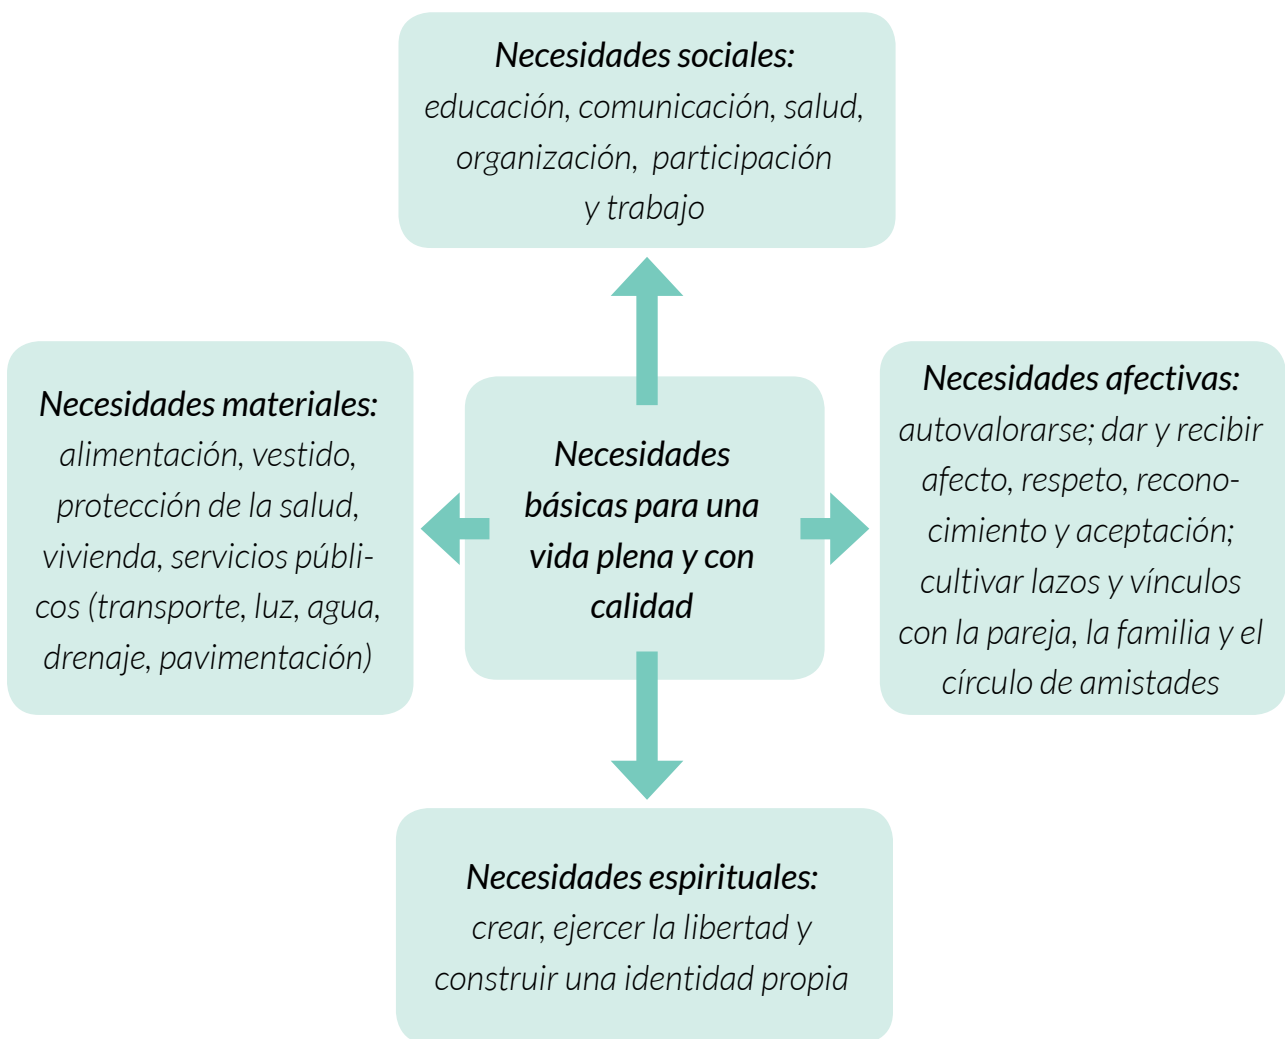 Necesidades sociales:
educación, comunicación, salud,
organización, participación
y trabajo
Necesidades materiales:
alimentación, vestido,
protección de la salud,
vivienda, servicios públi-
cos (transporte, luz, agua,
drenaje, pavimentación)
Necesidades
básicas para una
vida plena y con
calidad
Necesidades afectivas:
autovalorarse; dar y recibir
afecto, respeto, recono-
cimiento y aceptación;
cultivar lazos y vínculos
con la pareja, la familia y el
círculo de amistades
Necesidades espirituales:
crear, ejercer la libertad y
construir una identidad propia